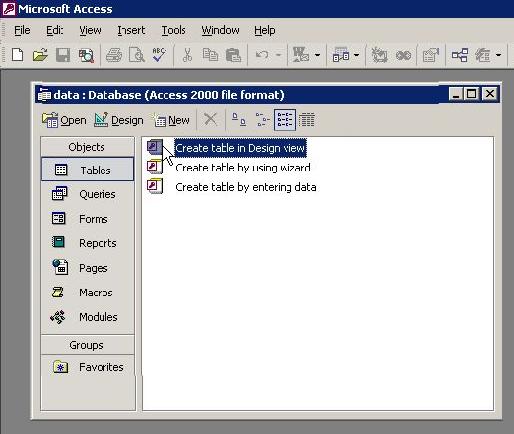 Microsoft Access
File Edit View Insert Tools Window Help
data : Database (Access 2000 file format)
Open Design New
Objects
Tables
Queries
Forms
Reports
Pages
Macros
Modules
Groups
Favorites
Create table in Design view
Create table by using wizard
Create table by entering data